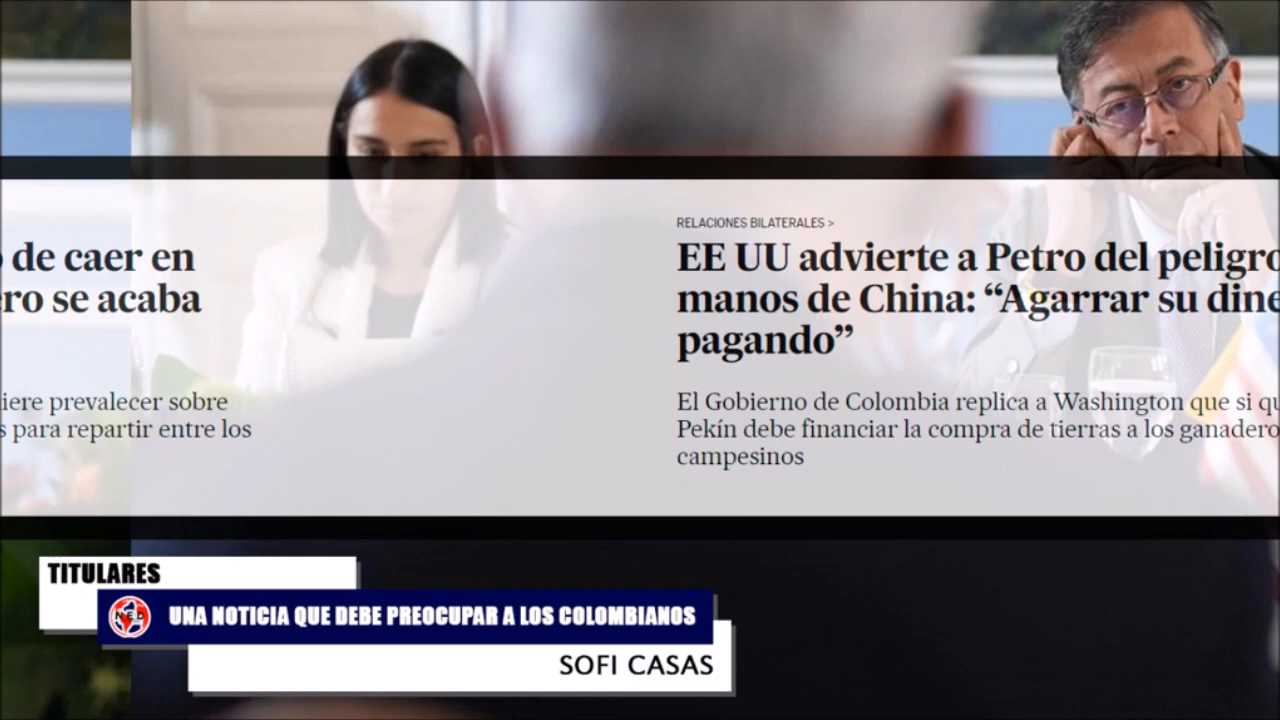 o de caer en
ero se acaba
iere prevalecer sobre
s para repartir entre los
RELACIONES BILATERALES >
EE UU advierte a Petro del peligro
manos de China: “Agarrar su dine
pagando”
El Gobierno de Colombia replica a Washington que si qu
Pekín debe financiar la compra de tierras a los ganadero
campesinos
TITULARES
NEC
UNA NOTICIA QUE DEBE PREOCUPAR A LOS COLOMBIANOS
SOFI CASAS